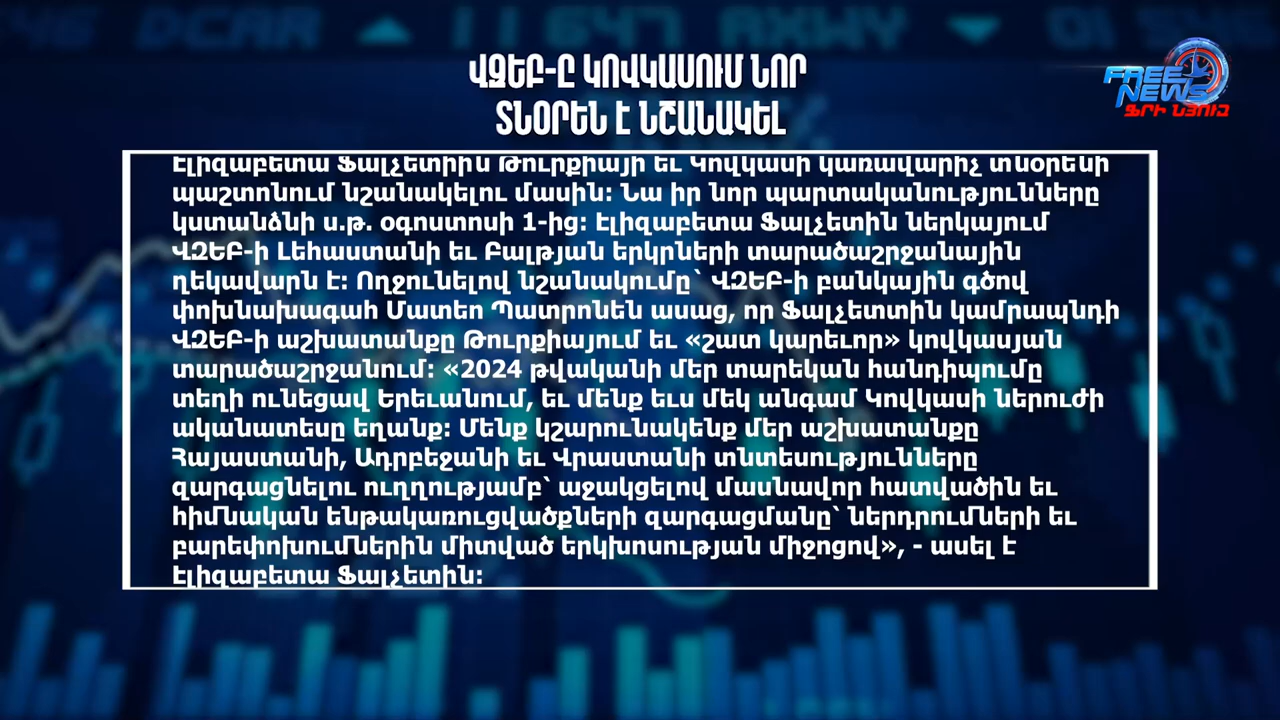 ՎԶԵԲ-Ը ԿՈՎԿԱՍՈՒՄ ՆՈՐ
ՏՆՕՐԵՆ Է ՆՇԱՆԱԿԵԼ
FREE
NEWS
ՖՐԻ ՆՅՈՒԶ
Էլիզաբետա Ֆալչետիին Թուրքիայի եւ Կովկասի կառավարիչ տնօրենի
պաշտոնում նշանակելու մասին: Նա իր նոր պարտականությունները
կստանձնի ս.թ. օգոստոսի 1-ից: Էլիզաբետա Ֆալչետին ներկայում
ՎԶԵԲ-ի Լեհաստանի եւ Բալթյան երկրների տարածաշրջանային
ղեկավարն է: Ողջունելով նշանակումը` ՎԶԵԲ-ի բանկային գծով
փոխնախագահ Մատեո Պատրոնեն ասաց, որ Ֆալչետտին կամրապնդի
ՎԶԵԲ-ի աշխատանքը Թուրքիայում եւ «շատ կարեւոր» կովկասյան
տարածաշրջանում: «2024 թվականի մեր տարեկան հանդիպումը
տեղի ունեցավ Երեւանում, եւ մենք եւս մեկ անգամ Կովկասի ներուժի
ականատեսը եղանք: Մենք կշարունակենք մեր աշխատանքը
Հայաստանի, Ադրբեջանի եւ Վրաստանի տնտեսությունները
զարգացնելու ուղղությամբ` աջակցելով մասնավոր հատվածին եւ
հիմնական ենթակառուցվածքների զարգացմանը` ներդրումների եւ
բարեփոխումներին միտված երկխոսության միջոցով», - ասել է
Էլիզաբետա Ֆալչետին: